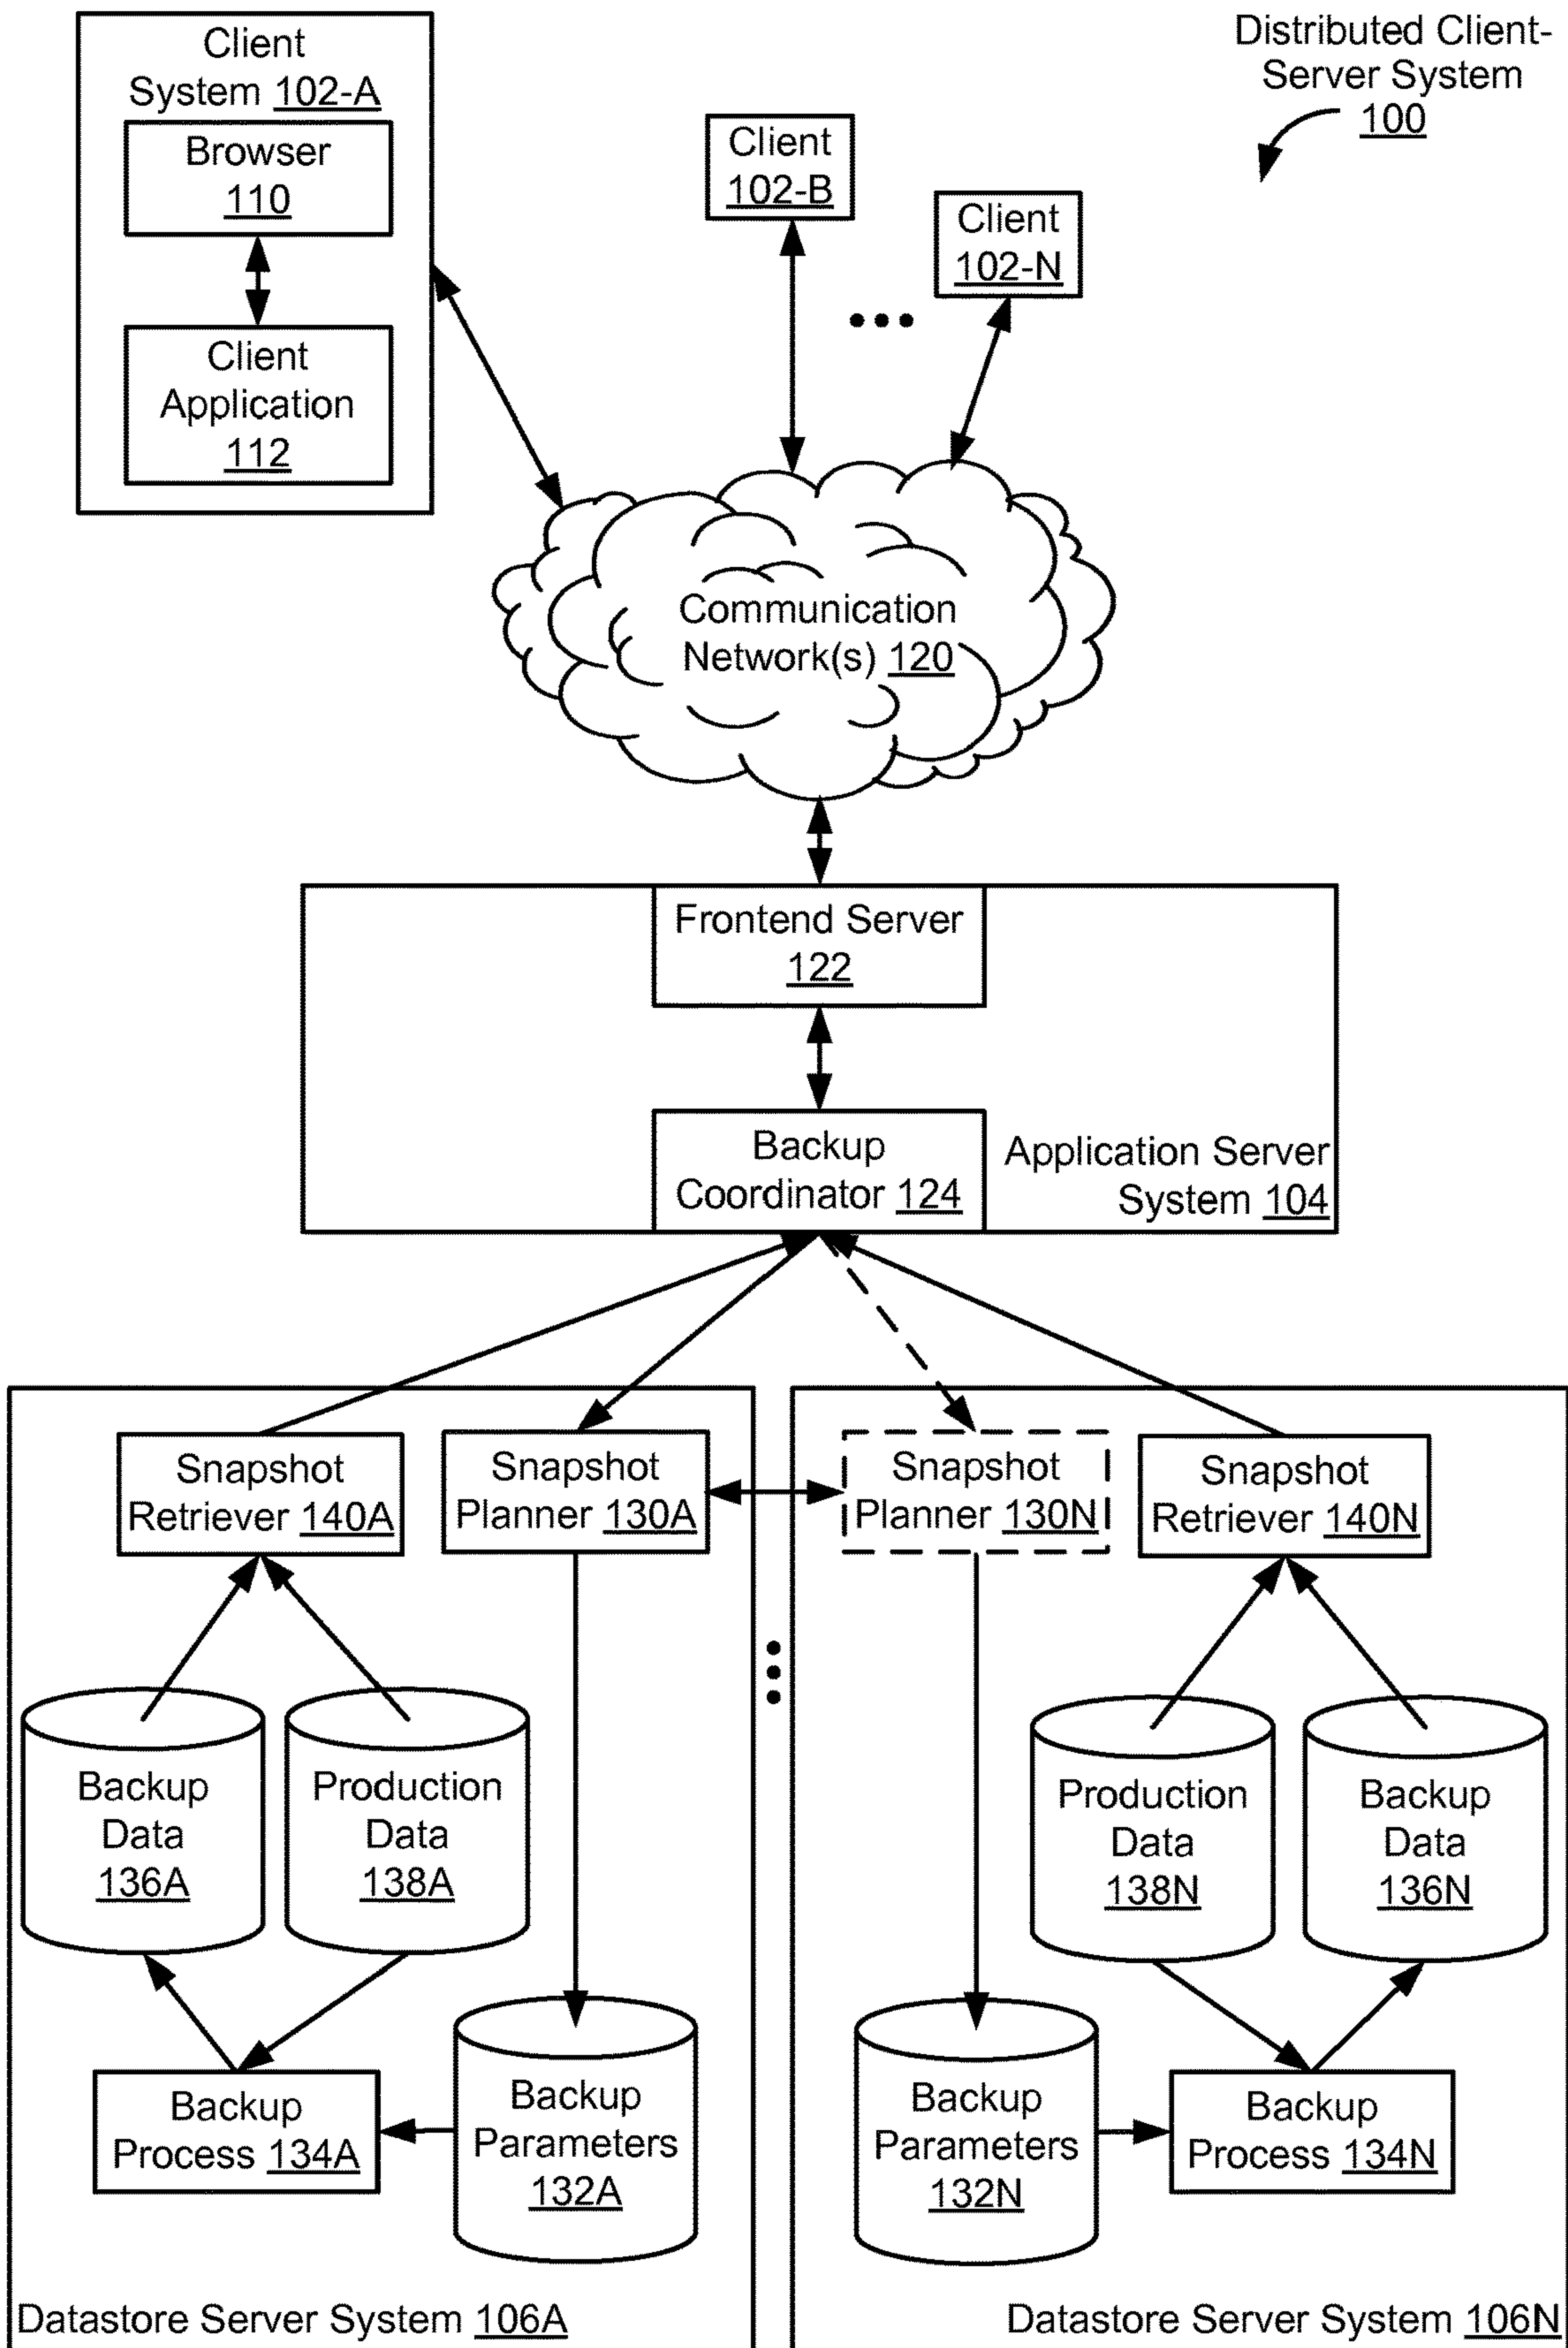 Distributed Client-
Server System
100
Client
System 102-A
Browser
110
Client
Application
112
Client
102-B
Client
102-N
Communication
Network(s) 120
Frontend Server
122
Backup
Coordinator 124
Application Server
System 104
Snapshot
Retriever 140A
Snapshot
Planner 130A
Backup
Data
136A
Production
Data
138A
Backup
Process 134A
Backup
Parameters
132A
Datastore Server System 106A
Snapshot
Planner 130N
Snapshot
Retriever 140N
Production
Data
138N
Backup
Data
136N
Backup
Parameters
132N
Backup
Process 134N
Datastore Server System 106N